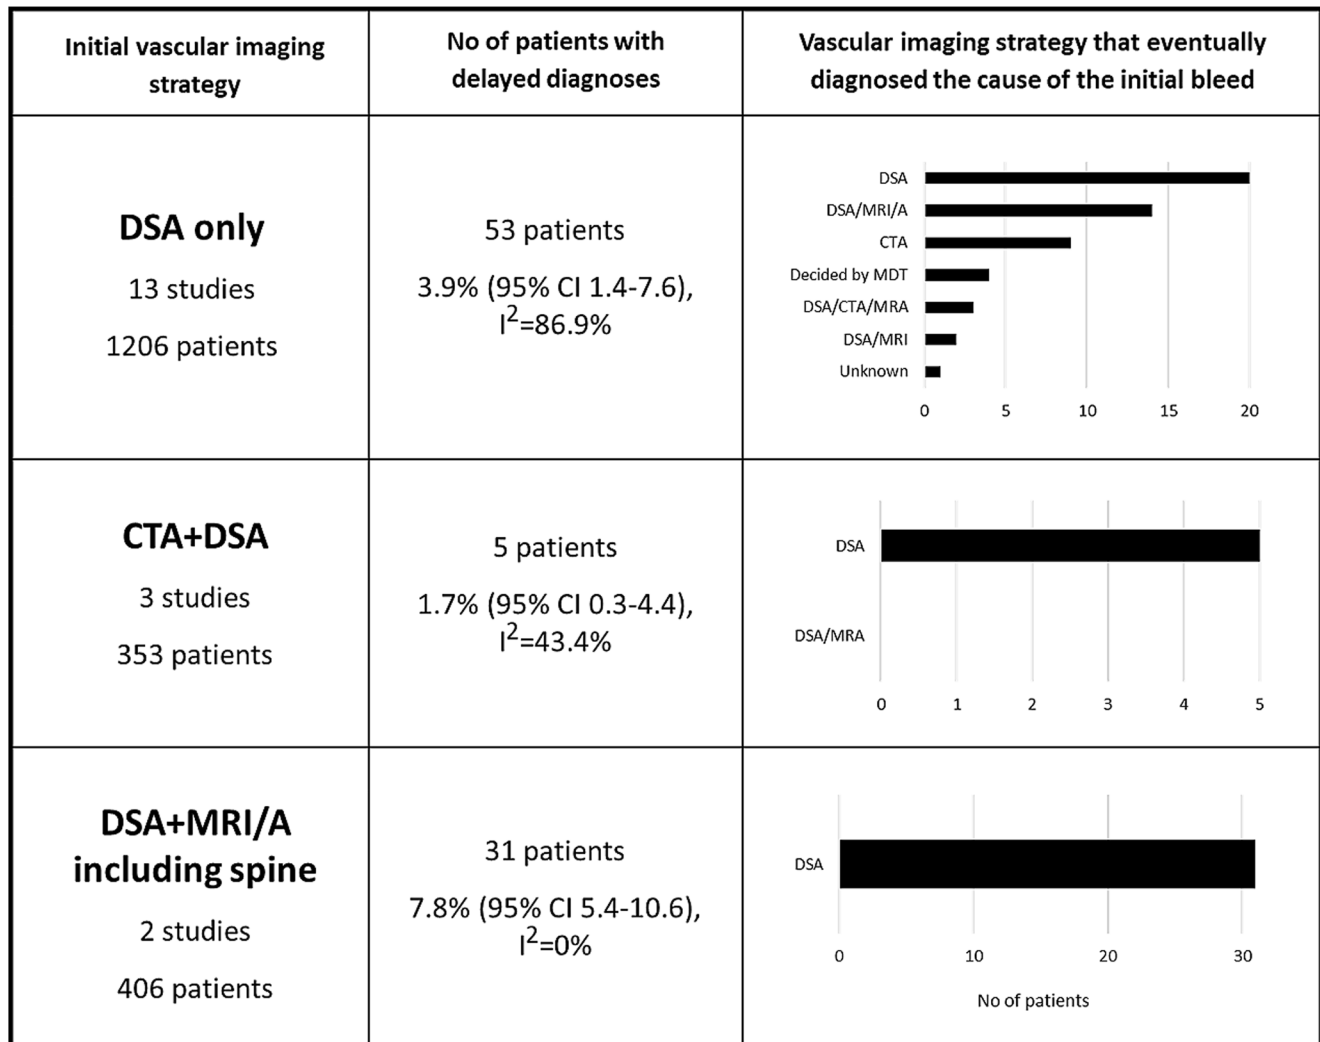 Initial vascular imaging
strategy
No of patients with
delayed diagnoses
Vascular imaging strategy that eventually
diagnosed the cause of the initial bleed
DSA only
13 studies
1206 patients
53 patients
3.9% (95% CI 1.4-7.6),
I²=86.9%
DSA
DSA/MRI/A
CTA
Decided by MDT
DSA/CTA/MRA
DSA/MRI
Unknown
0 5 10 15 20
CTA+DSA
3 studies
353 patients
5 patients
1.7% (95% CI 0.3-4.4),
I²=43.4%
DSA
DSA/MRA
0 1 2 3 4 5
DSA+MRI/A
including spine
2 studies
406 patients
31 patients
7.8% (95% CI 5.4-10.6),
I²=0%
DSA
0 10 20 30
No of patients